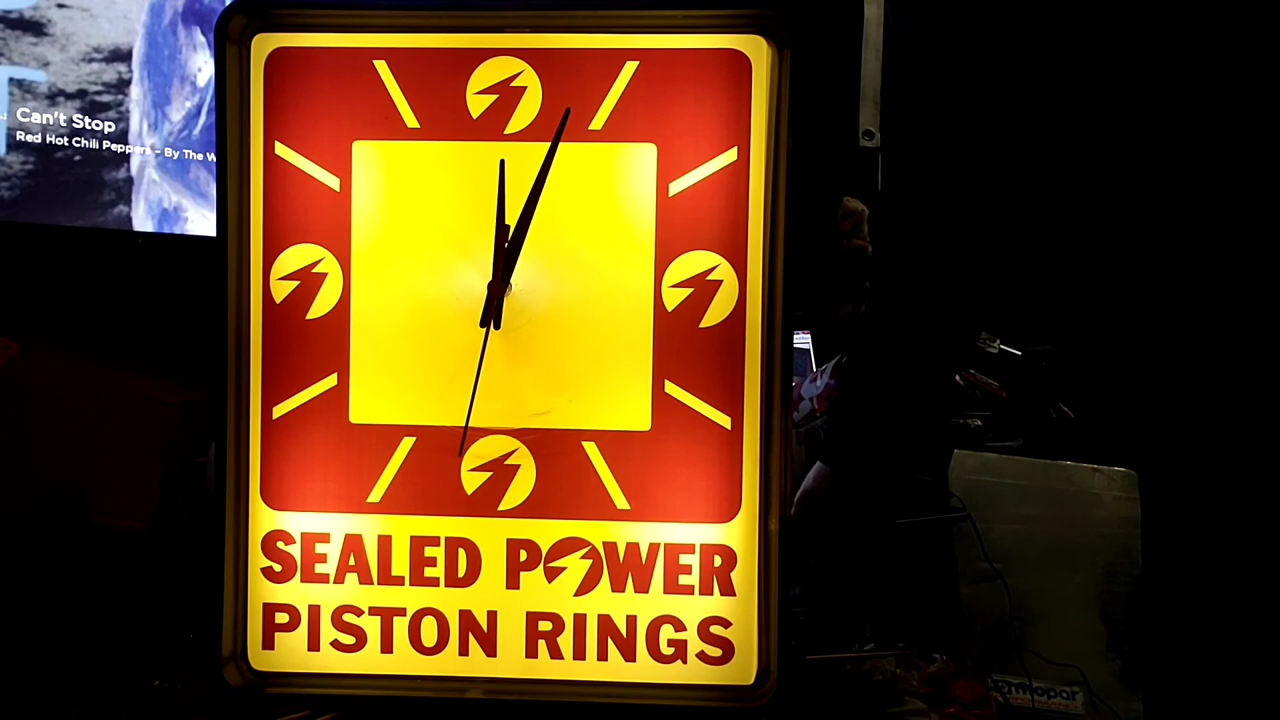 Can't Stop
Red Hot Chili Peppers - By The W
SEALED POWER
PISTON RINGS